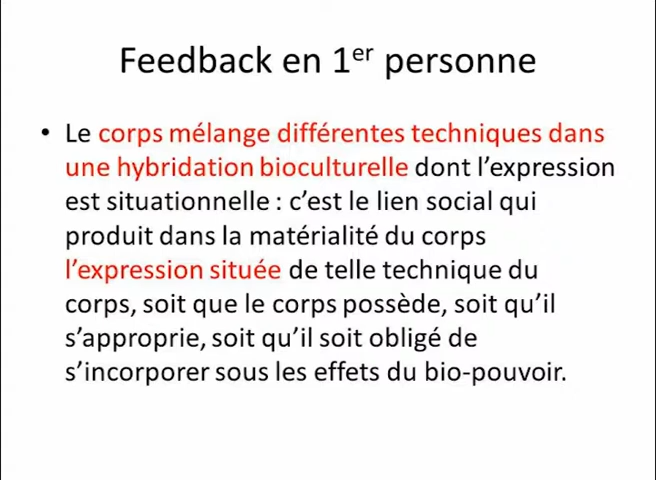 Feedback en 1er personne
• Le corps mélange différentes techniques dans
une hybridation bioculturelle dont l’expression
est situationnelle : c’est le lien social qui
produit dans la matérialité du corps
l’expression située de telle technique du
corps, soit que le corps possède, soit qu’il
s’approprie, soit qu’il soit obligé de
s’incorporer sous les effets du bio-pouvoir.